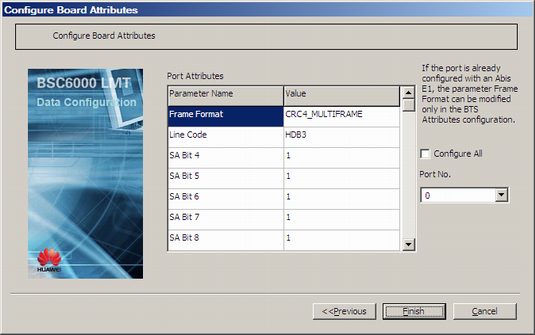 Configure Board Attributes
Configure Board Attributes
BSC6000 LMT
Data Configuration
HUAWEI
Port Attributes
Parameter Name Value
Frame Format CRC4_MULTIFRAME
Line Code HDB3
SA Bit 4 1
SA Bit 5 1
SA Bit 6 1
SA Bit 7 1
SA Bit 8 1
If the port is already
configured with an Abis
E1, the parameter Frame
Format can be modified
only in the BTS
Attributes configuration.
Configure All
Port No.
0
<<Previous Finish Cancel